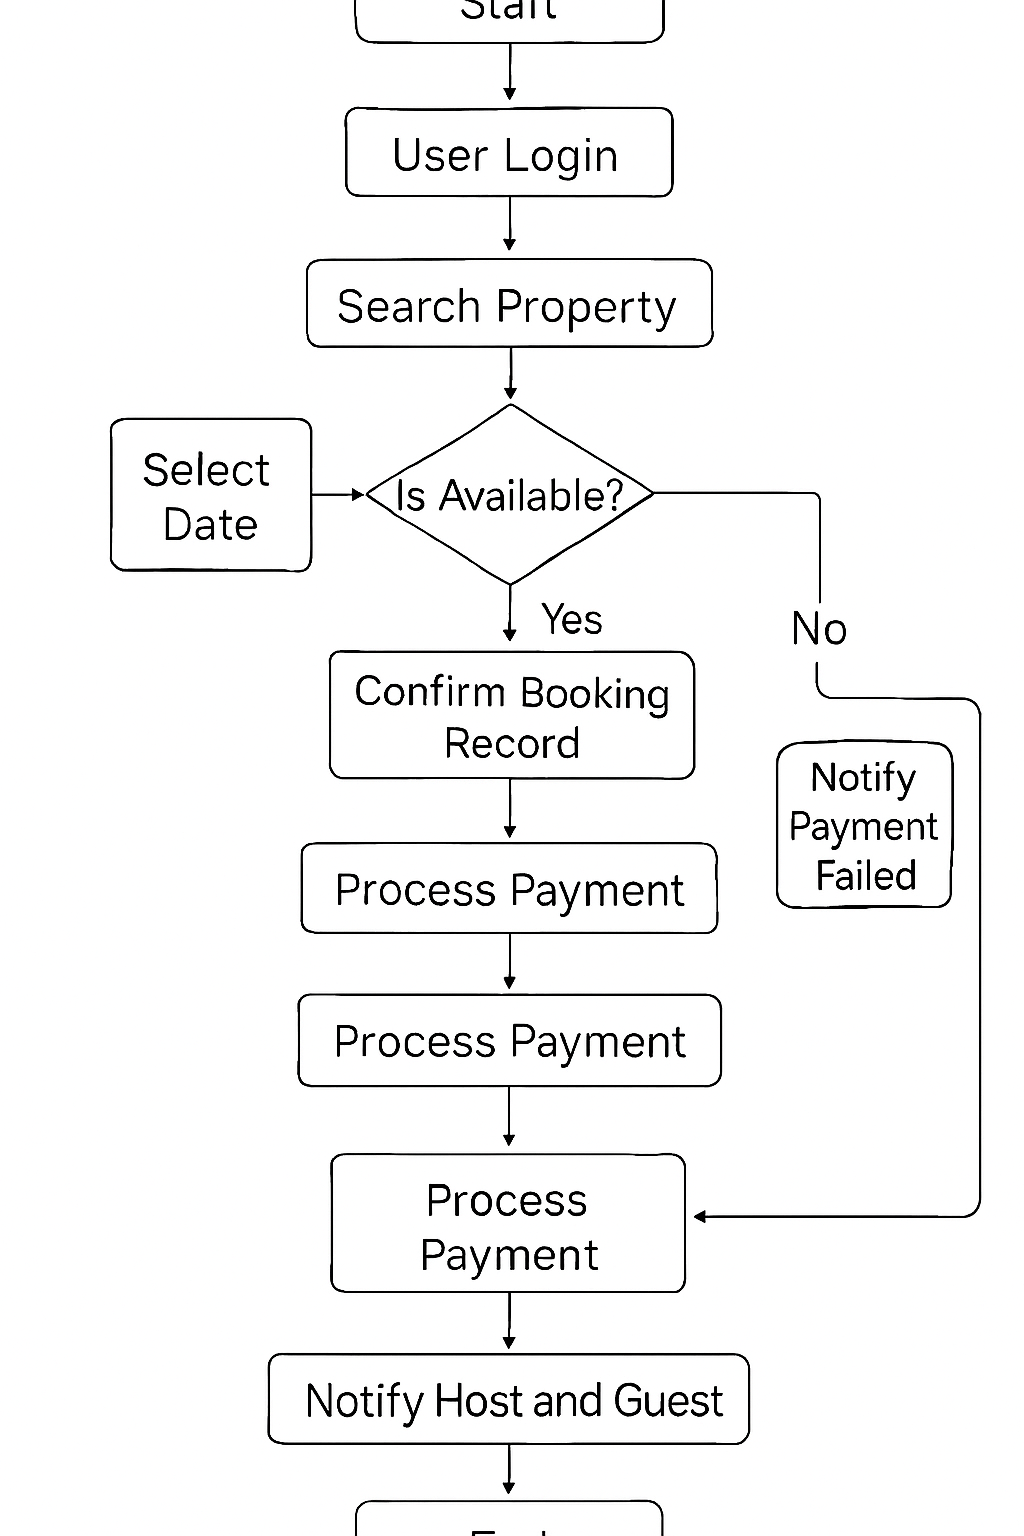 Start
User Login
Search Property
Select
Date
Is Available?
Yes
No
Confirm Booking
Record
Notify
Payment
Failed
Process Payment
Process Payment
Process
Payment
Notify Host and Guest